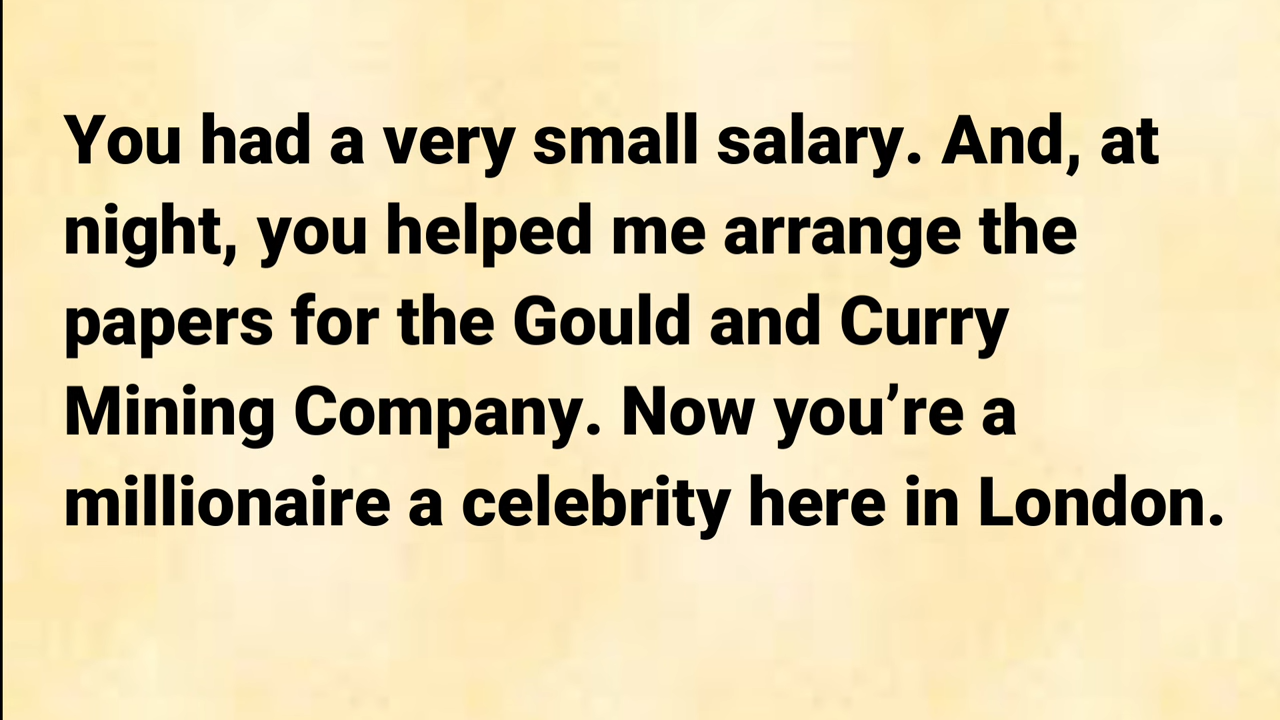 You had a very small salary. And, at
night, you helped me arrange the
papers for the Gould and Curry
Mining Company. Now you’re a
millionaire a celebrity here in London.